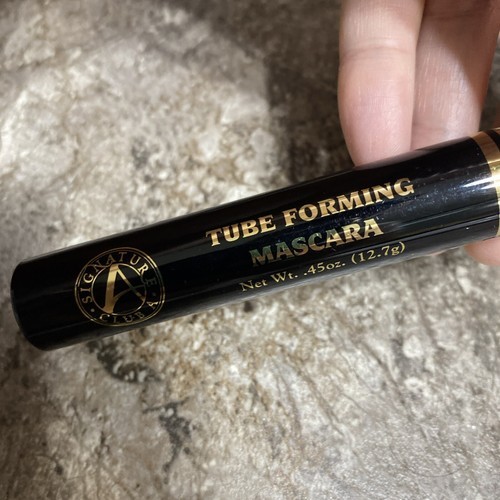 SIGNATURE
A
CLUB A
TUBE FORMING
MASCARA
Net Wt. .45oz. (12.7g)